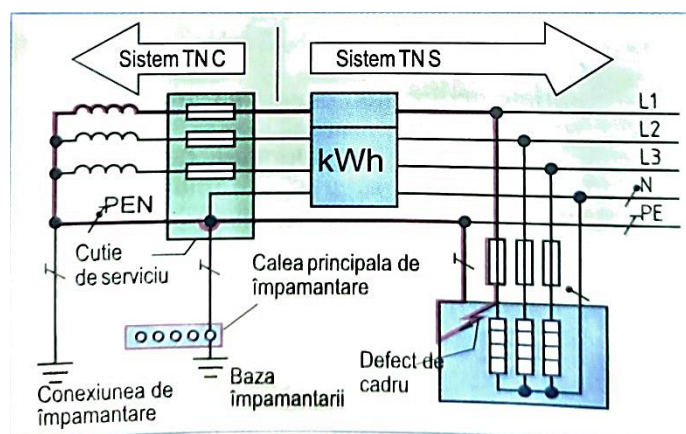 Sistem TN C
Sistem TN S
L1
L2
L3
N
PE
kWh
PEN
Cutie
de serviciu
Calea principala de
împamantare
Defect de
cadru
Conexiunea de
împamantare
Baza
împamantarii